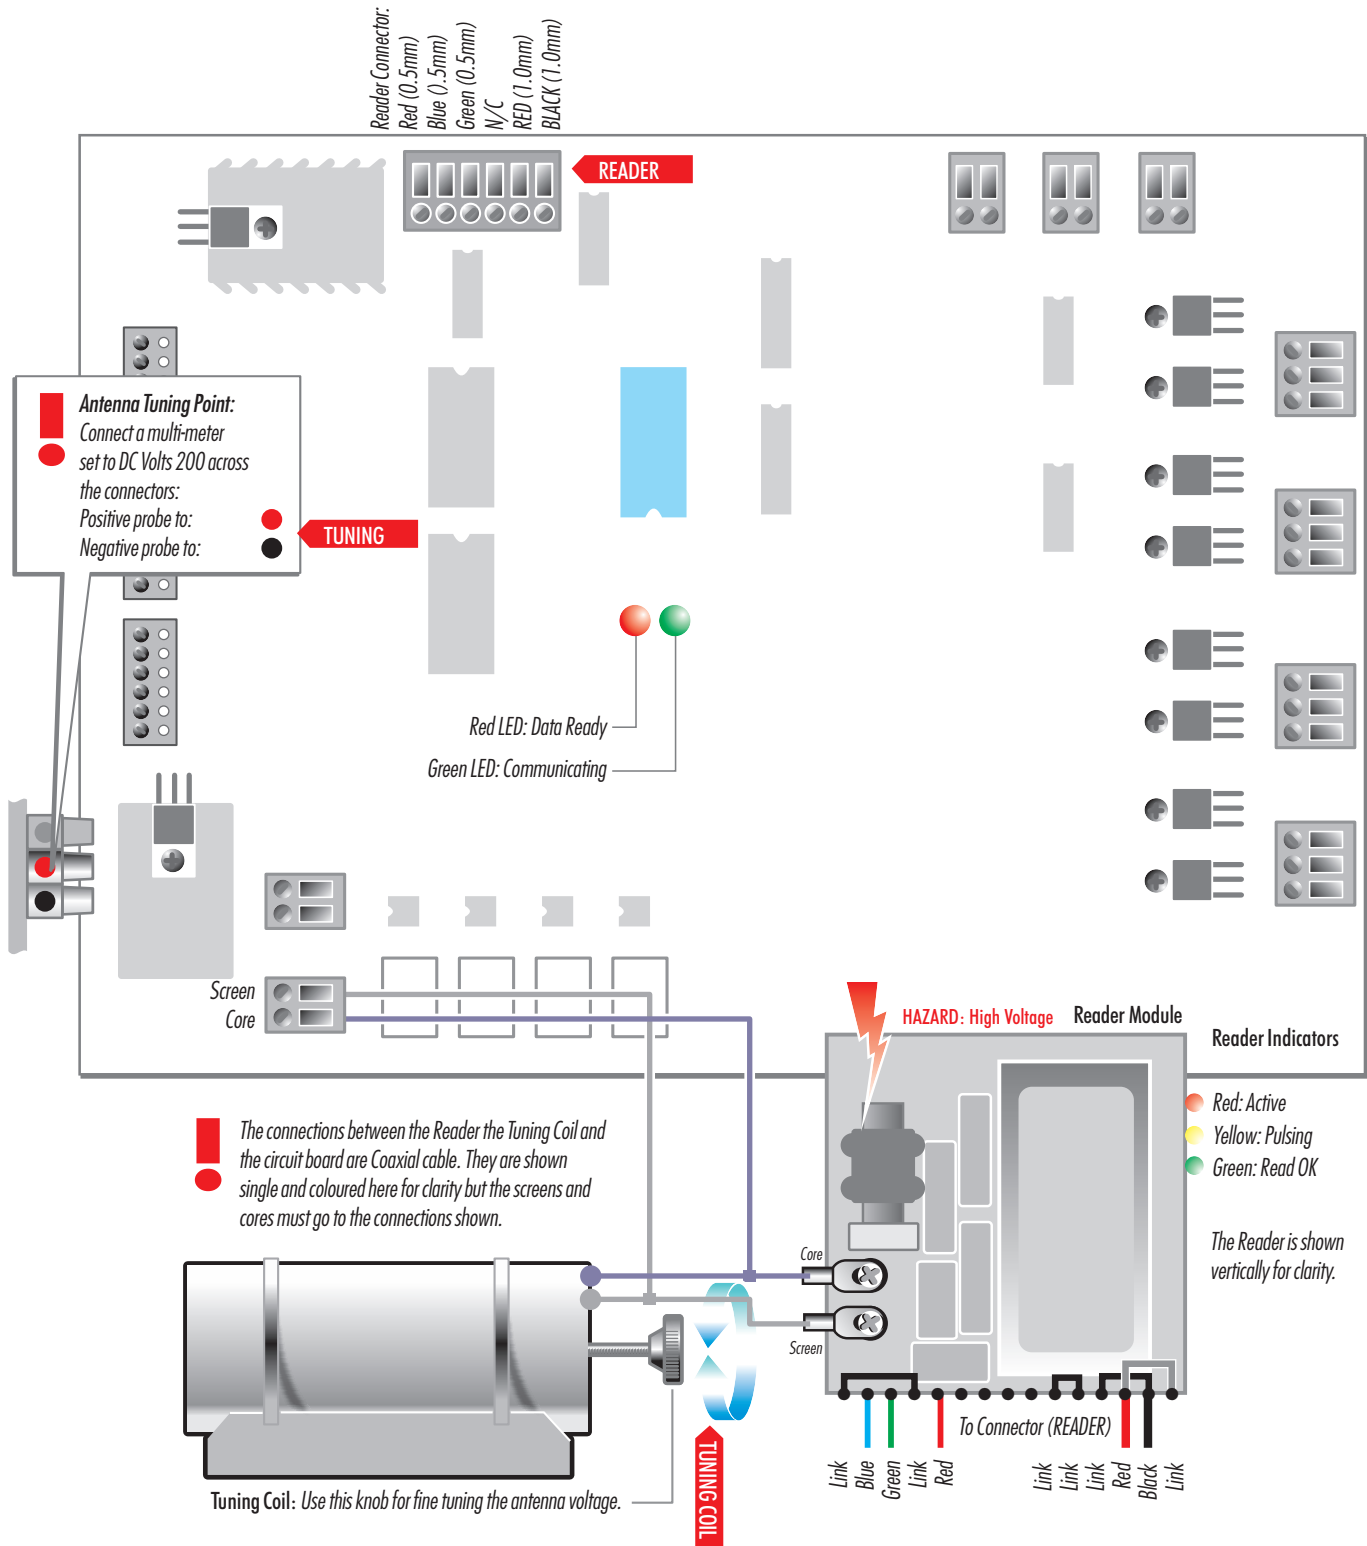 Reader Connector:
Red (0.5mm)
Blue ().5mm)
Green (0.5mm)
N/C
RED (1.0mm)
BLACK (1.0mm)
READER
Antenna Tuning Point:
Connect a multi-meter
set to DC Volts 200 across
the connectors:
Positive probe to:
Negative probe to:
TUNING
Red LED: Data Ready
Green LED: Communicating
Screen
Core
HAZARD: High Voltage
Reader Module
Reader Indicators
Red: Active
Yellow: Pulsing
Green: Read OK
The Reader is shown
vertically for clarity.
The connections between the Reader the Tuning Coil and
the circuit board are Coaxial cable. They are shown
single and coloured here for clarity but the screens and
cores must go to the connections shown.
Core
Screen
To Connector (READER)
Link
Blue
Green
Link
Red
Link
Link
Link
Red
Black
Link
TUNING COIL
Tuning Coil: Use this knob for fine tuning the antenna voltage.